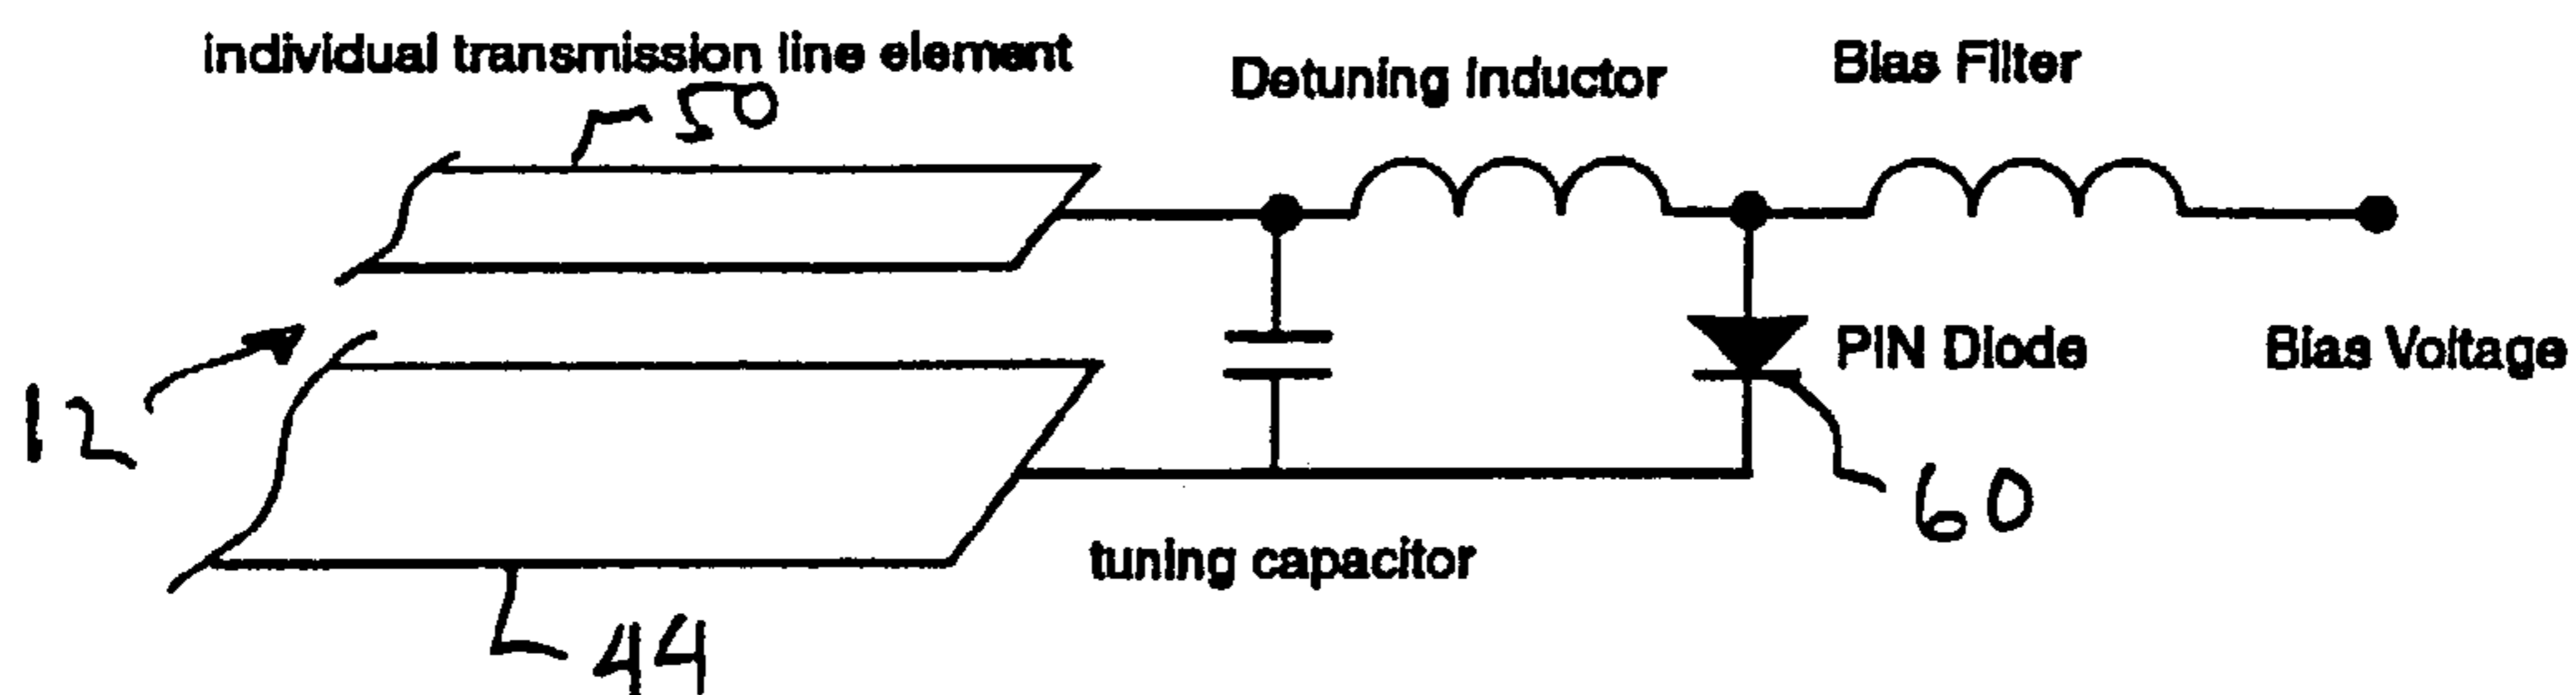 individual transmission line element
50
Detuning Inductor
Bias Filter
12
PIN Diode
Bias Voltage
60
tuning capacitor
44